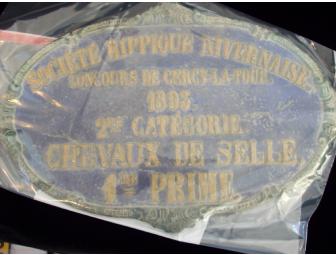 SOCIÉTÉ HIPPIQUE NIVERNAISE
CONCOURS DE CERCY-LA-TOUR
1893.
2ME CATÉGORIE.
CHEVAUX DE SELLE.
1ÈRE PRIME